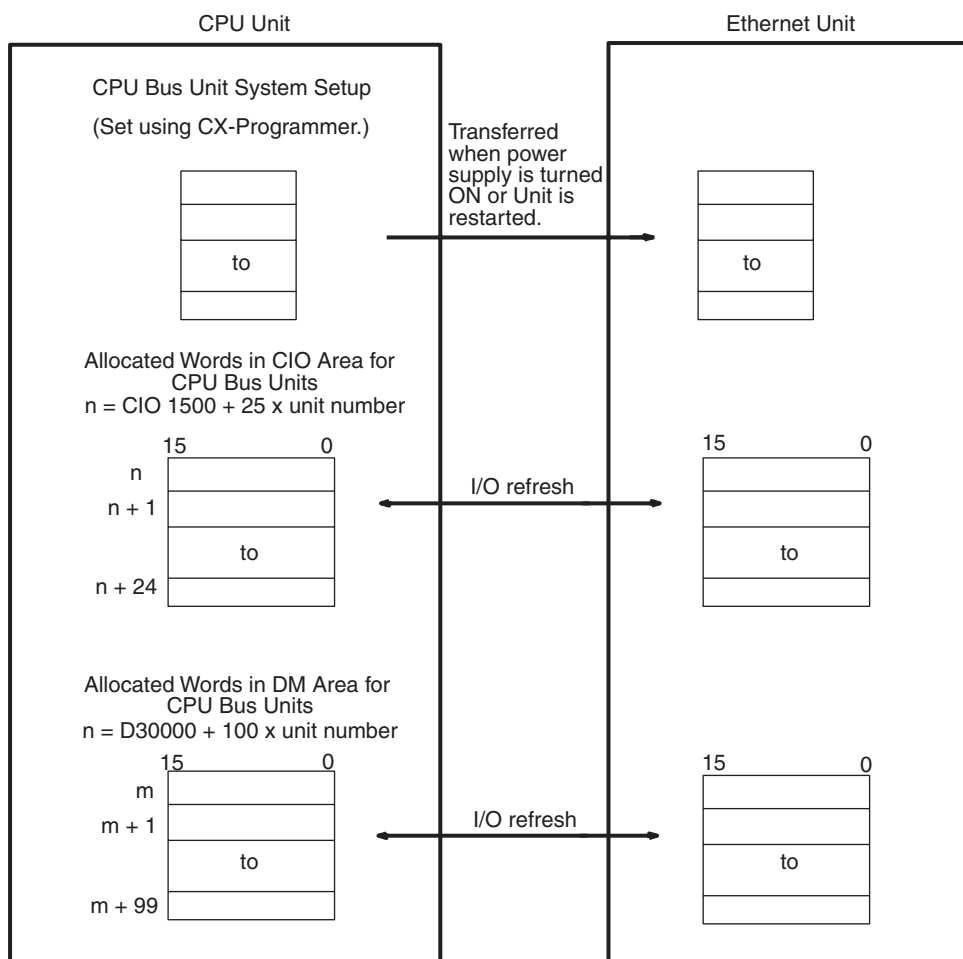 CPU Unit
Ethernet Unit
CPU Bus Unit System Setup
(Set using CX-Programmer.)
Transferred
when power
supply is turned
ON or Unit is
restarted.
to
to
Allocated Words in CIO Area for
CPU Bus Units
n = CIO 1500 + 25 x unit number
15 0
15 0
n
n + 1
I/O refresh
to
to
n + 24
Allocated Words in DM Area for
CPU Bus Units
n = D30000 + 100 x unit number
15 0
15 0
m
m + 1
I/O refresh
to
to
m + 99